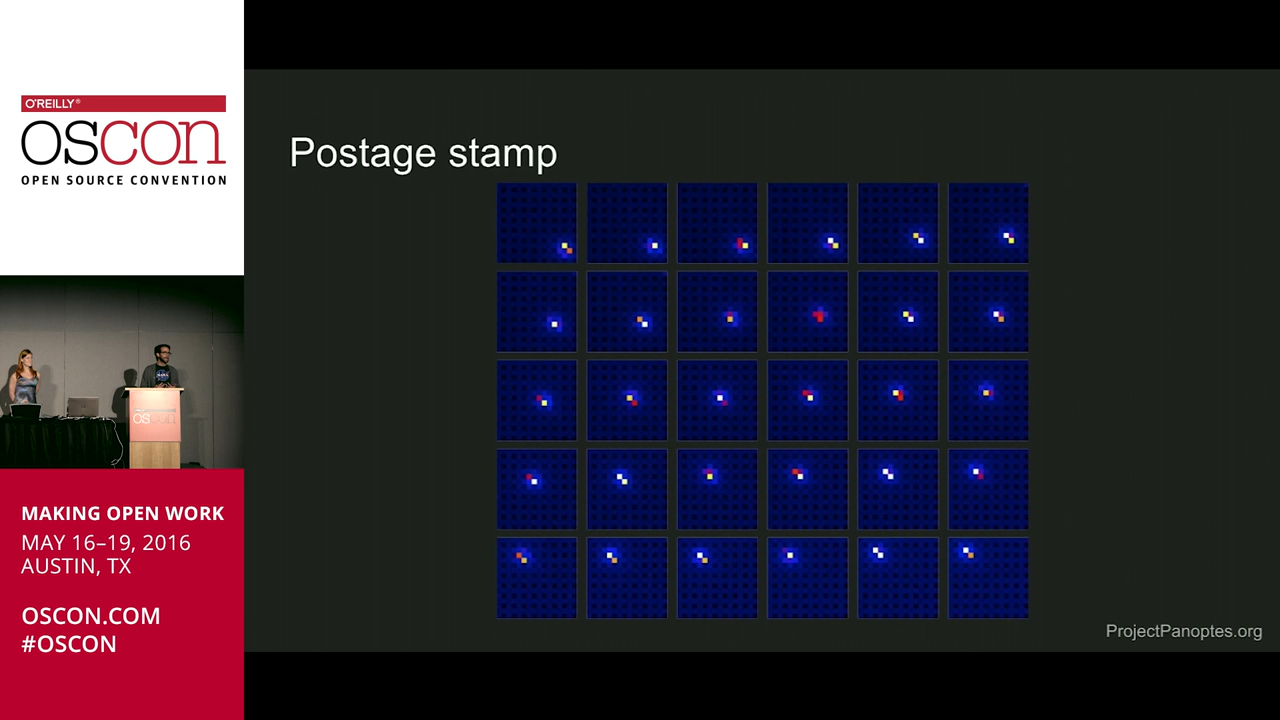 O'REILLY®
OSCON
OPEN SOURCE CONVENTION
Postage stamp
OSCON
MAKING OPEN WORK
MAY 16–19, 2016
AUSTIN, TX
OSCON.COM
#OSCON
ProjectPanoptes.org